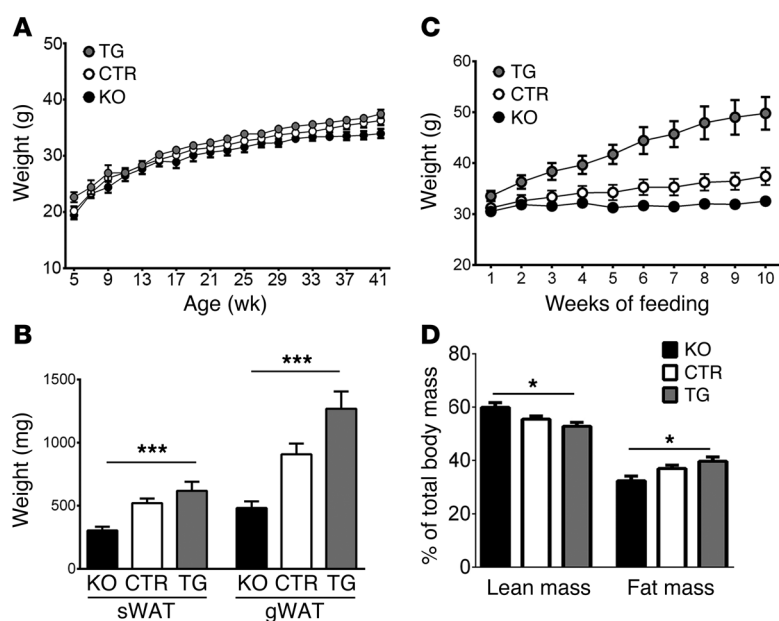 A
TG
CTR
KO
Weight (g)
50
40
30
20
10
5 9 13 17 21 25 29 33 37 41
Age (wk)
C
TG
CTR
KO
Weight (g)
60
50
40
30
20
1 2 3 4 5 6 7 8 9 10
Weeks of feeding
B
Weight (mg)
1500
1000
500
0
***
***
KO CTR TG KO CTR TG
sWAT gWAT
D
KO
CTR
TG
% of total body mass
80
60
40
20
0
*
*
Lean mass Fat mass